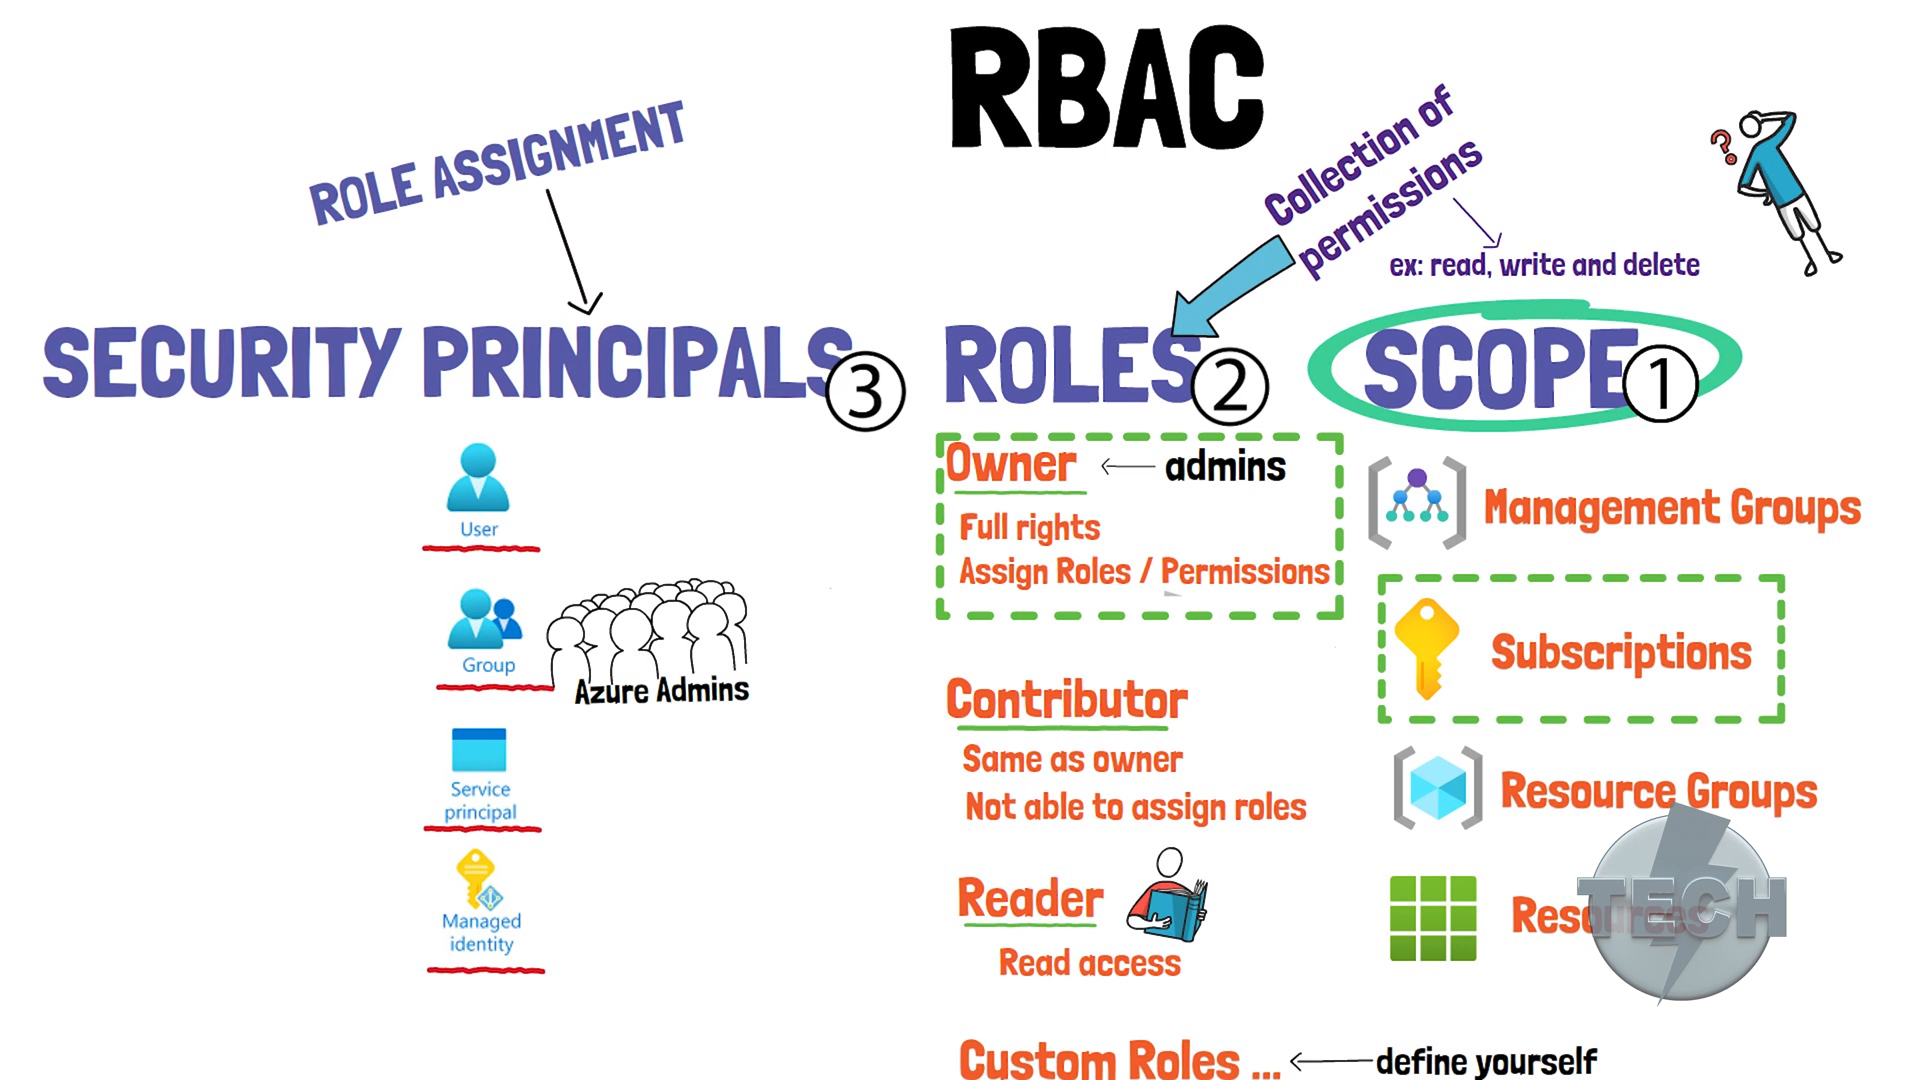 RBAC
ROLE ASSIGNMENT
Collection of
permissions
ex: read, write and delete
SECURITY PRINCIPALS
3
ROLES
2
SCOPE
1
User
Group
Azure Admins
Service
principal
Managed
identity
Owner
admins
Full rights
Assign Roles / Permissions
Contributor
Same as owner
Not able to assign roles
Reader
Read access
Custom Roles ...
define yourself
Management Groups
Subscriptions
Resource Groups
Resources
TECH